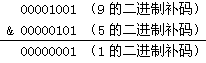 00001001 （9 的二进制补码）
& 00000101 （5 的二进制补码）
00000001 （1 的二进制补码）